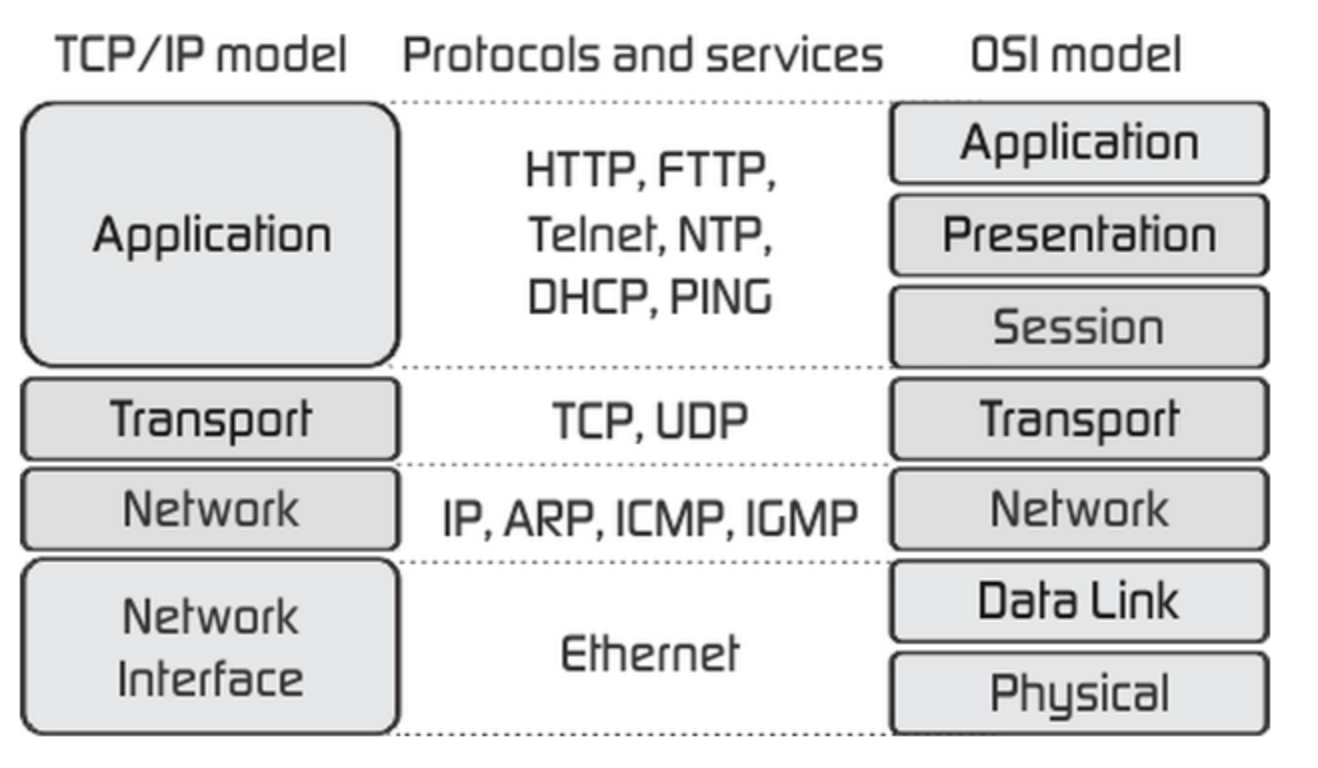 TCP/IP model
Protocols and services
OSI model
Application
HTTP, FTTP,
Telnet, NTP,
DHCP, PING
Application
Presentation
Session
Transport
TCP, UDP
Transport
Network
IP, ARP, ICMP, IGMP
Network
Network
Interface
Ethernet
Data Link
Physical